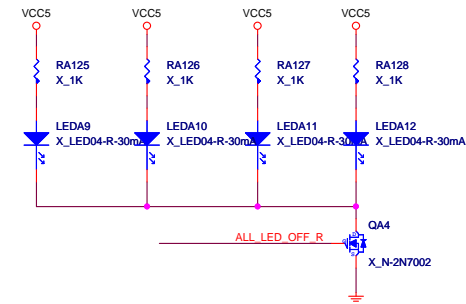 VCC5 VCC5 VCC5 VCC5
RA125 RA126 RA127 RA128
X_1K X_1K X_1K X_1K
LEDA9 LEDA10 LEDA11 LEDA12
X_LED04-R-30mA X_LED04-R-30mA X_LED04-R-30mA X_LED04-R-30mA
QA4
ALL_LED_OFF_R
X_N-2N7002